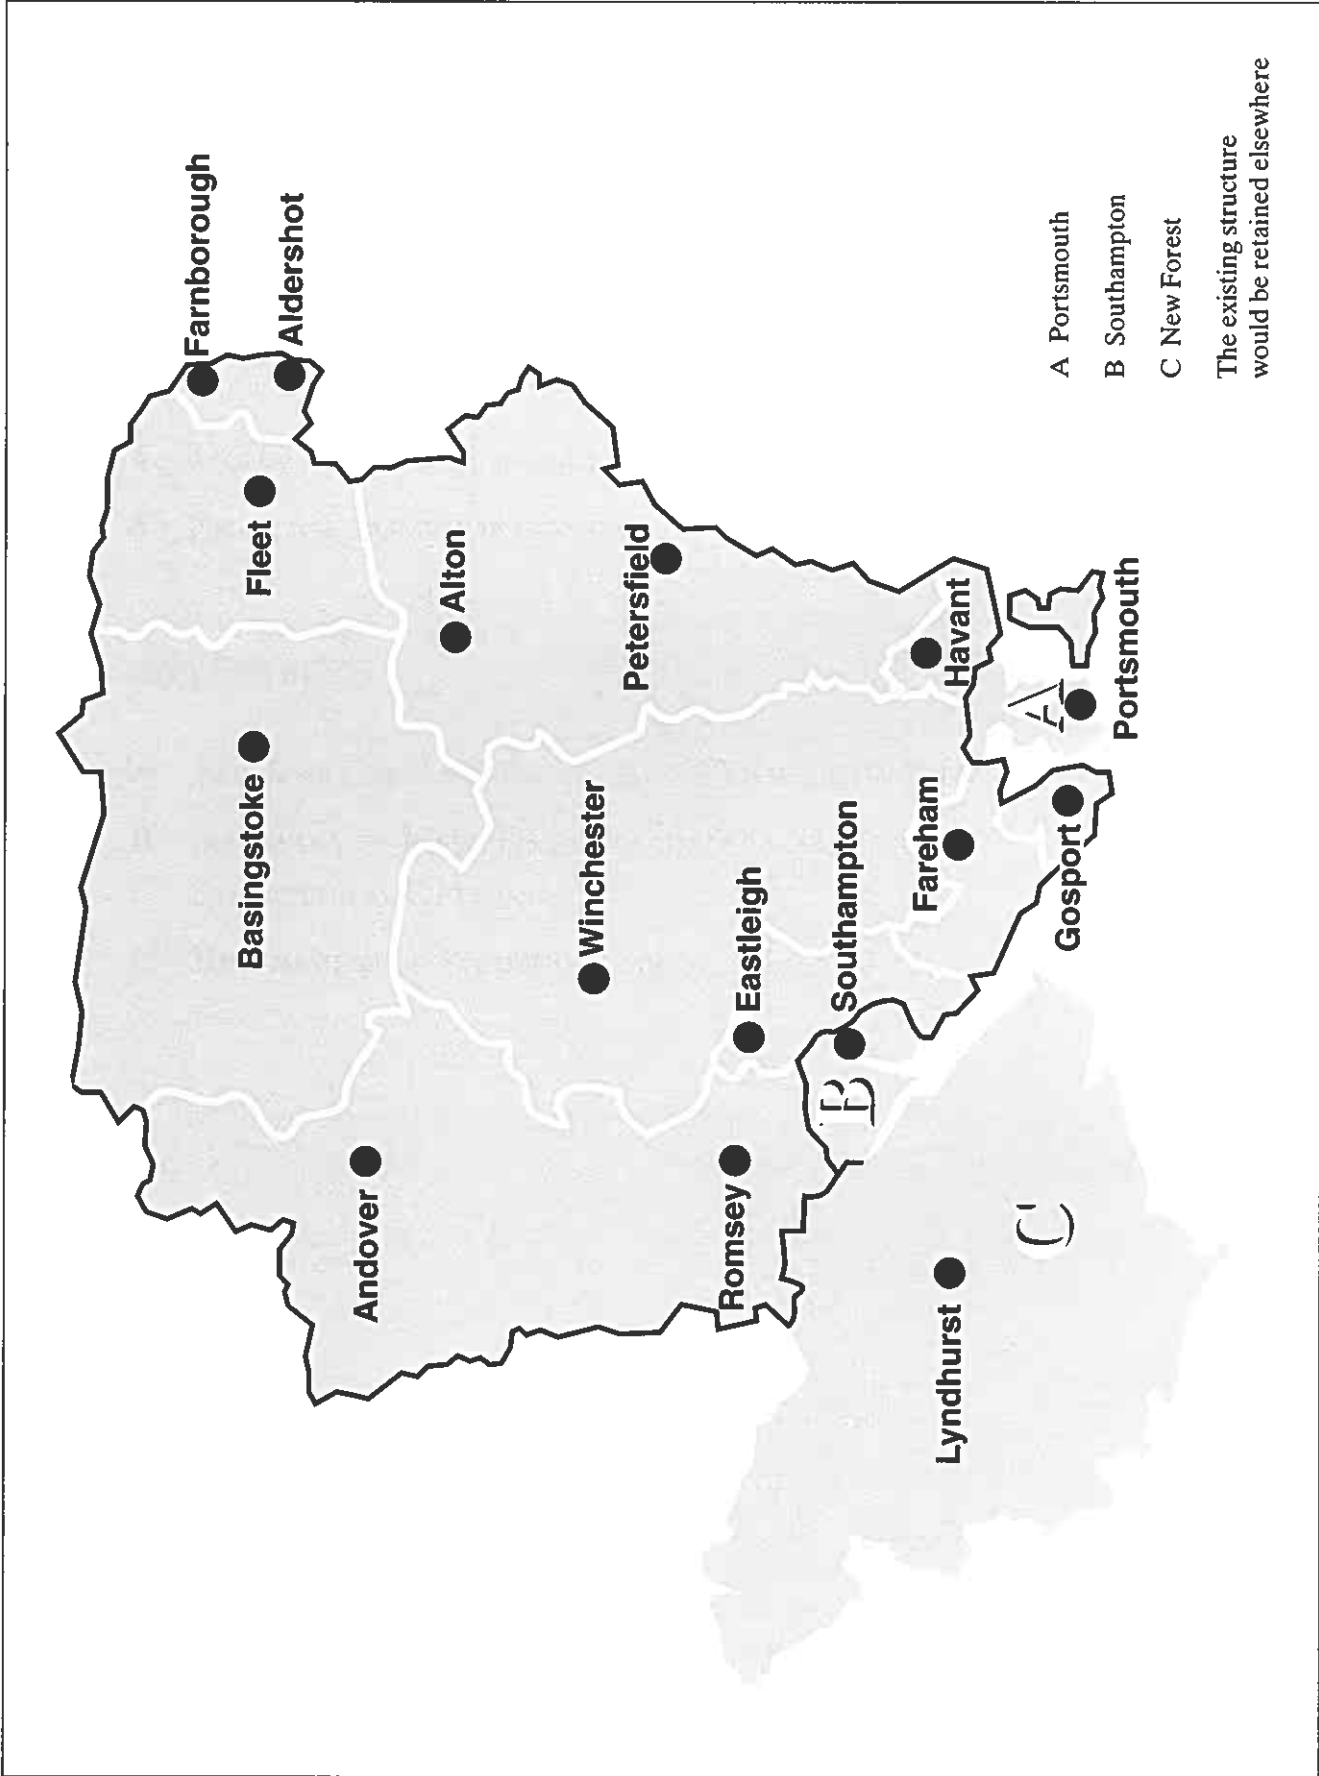 Farnborough
Aldershot
Fleet
Basingstoke
Alton
Andover
Winchester
Petersfield
Eastleigh
Romsey
Southampton
B
Fareham
Havant
Lyndhurst
C
Gosport
A
Portsmouth
A Portsmouth
B Southampton
C New Forest
The existing structure
would be retained elsewhere